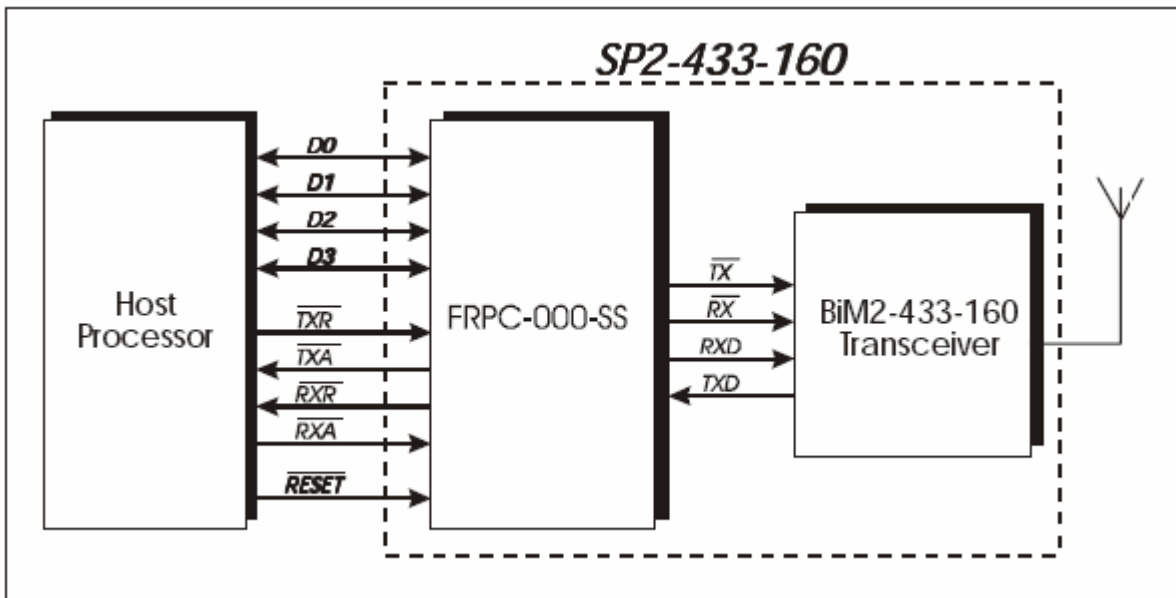 SP2-433-160
D0
D1
D2
D3
Host
Processor
TXR
TXA
RXR
RXA
RESET
FRPC-000-SS
TX
RX
RXD
TXD
BiM2-433-160
Transceiver